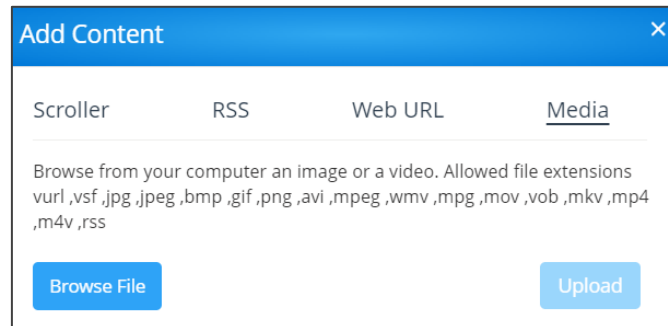 Add Content ×
Scroller RSS Web URL Media
Browse from your computer an image or a video. Allowed file extensions
vurl ,vsf ,jpg ,jpeg ,bmp ,gif ,png ,avi ,mpeg ,wmv ,mpg ,mov ,vob ,mkv ,mp4
,m4v ,rss
Browse File Upload